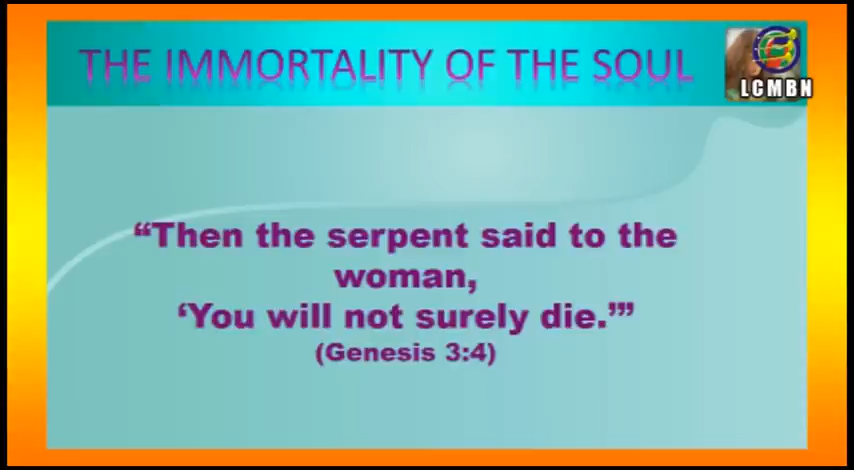 THE IMMORTALITY OF THE SOUL
LCMBN
“Then the serpent said to the
woman,
‘You will not surely die.’”
(Genesis 3:4)